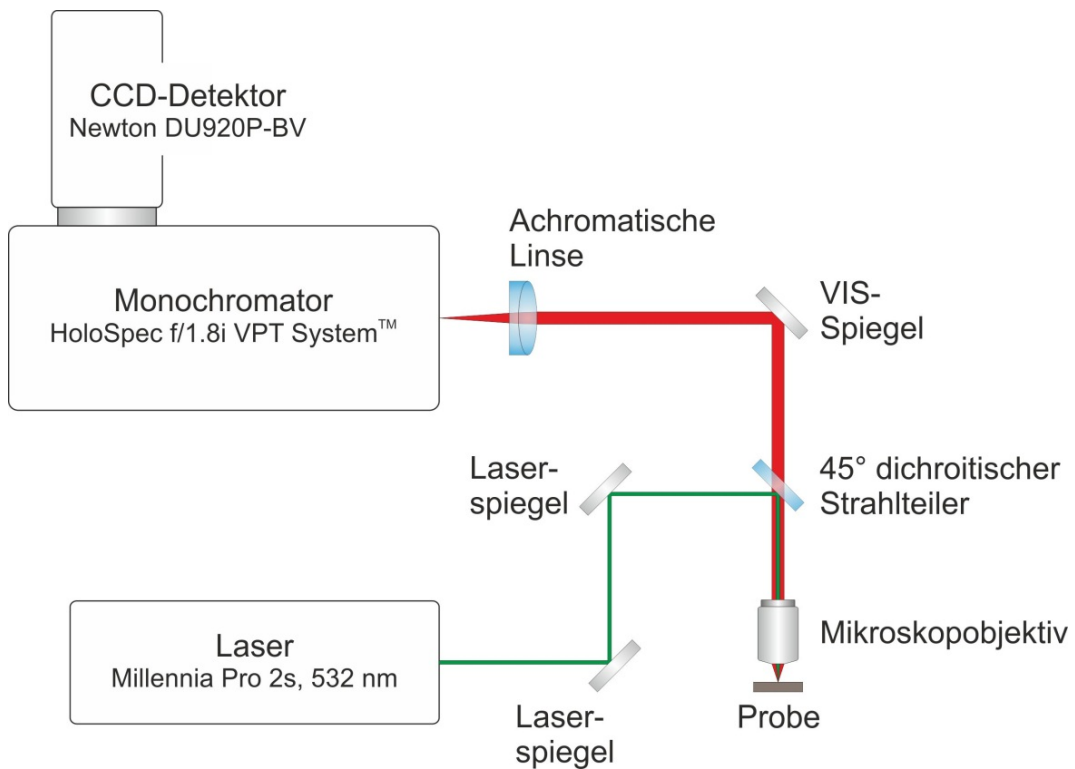 CCD-Detektor
Newton DU920P-BV
Achromatische
Linse
VIS-
Spiegel
Monochromator
HoloSpec f/1.8i VPT System™
Laser-
spiegel
45° dichroitischer
Strahlteiler
Laser
Millennia Pro 2s, 532 nm
Mikroskopobjektiv
Laser-
spiegel
Probe